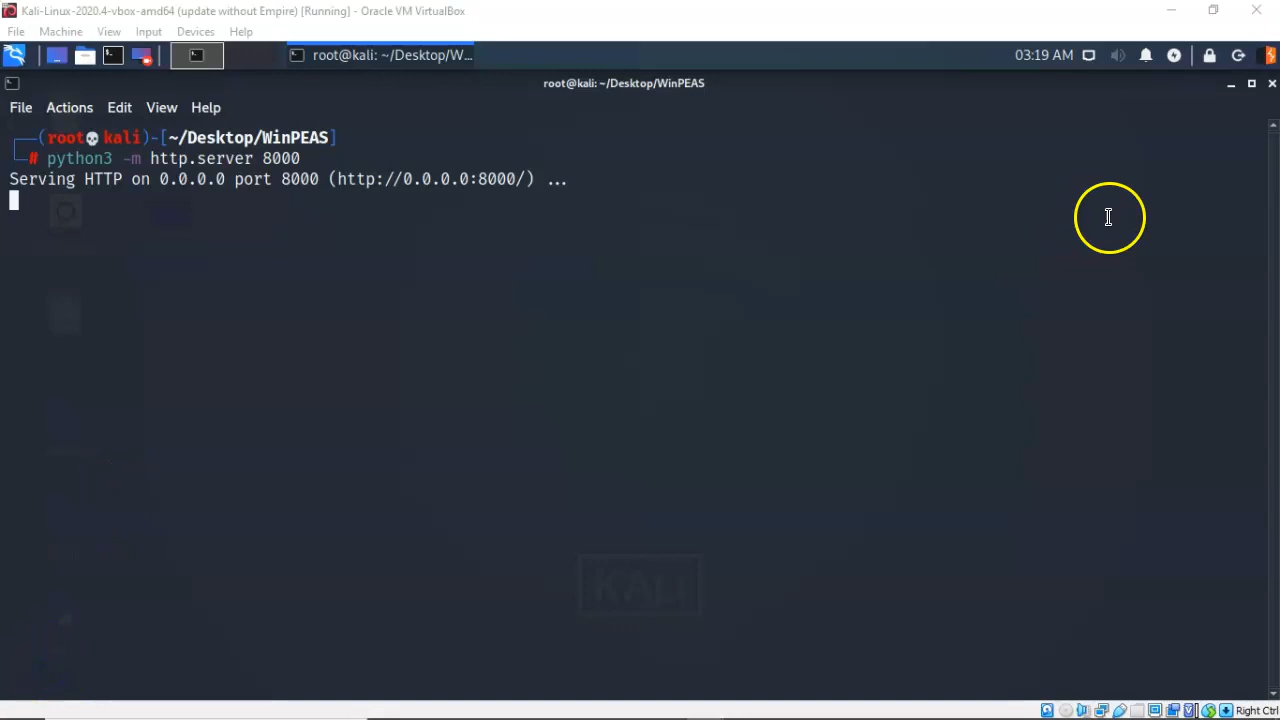 Kali-Linux-2020.4-vbox-amd64 (update without Empire) [Running] - Oracle VM VirtualBox
File Machine View Input Devices Help
root@kali: ~/Desktop/W... 03:19 AM
root@kali: ~/Desktop/WinPEAS
File Actions Edit View Help
(root💀kali)-[~/Desktop/WinPEAS]
# python3 -m http.server 8000
Serving HTTP on 0.0.0.0 port 8000 (http://0.0.0.0:8000/) ...
KALI
Right Ctrl